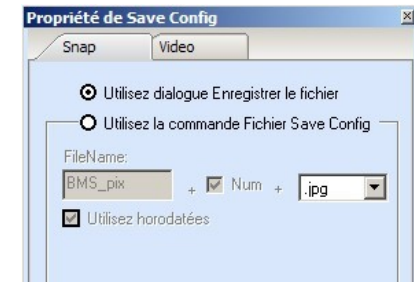 Propriété de Save Config
Snap Video
Utilisez dialogue Enregistrer le fichier
Utilisez la commande Fichier Save Config
FileName:
BMS_pix + Num + .jpg
Utilisez horodatées